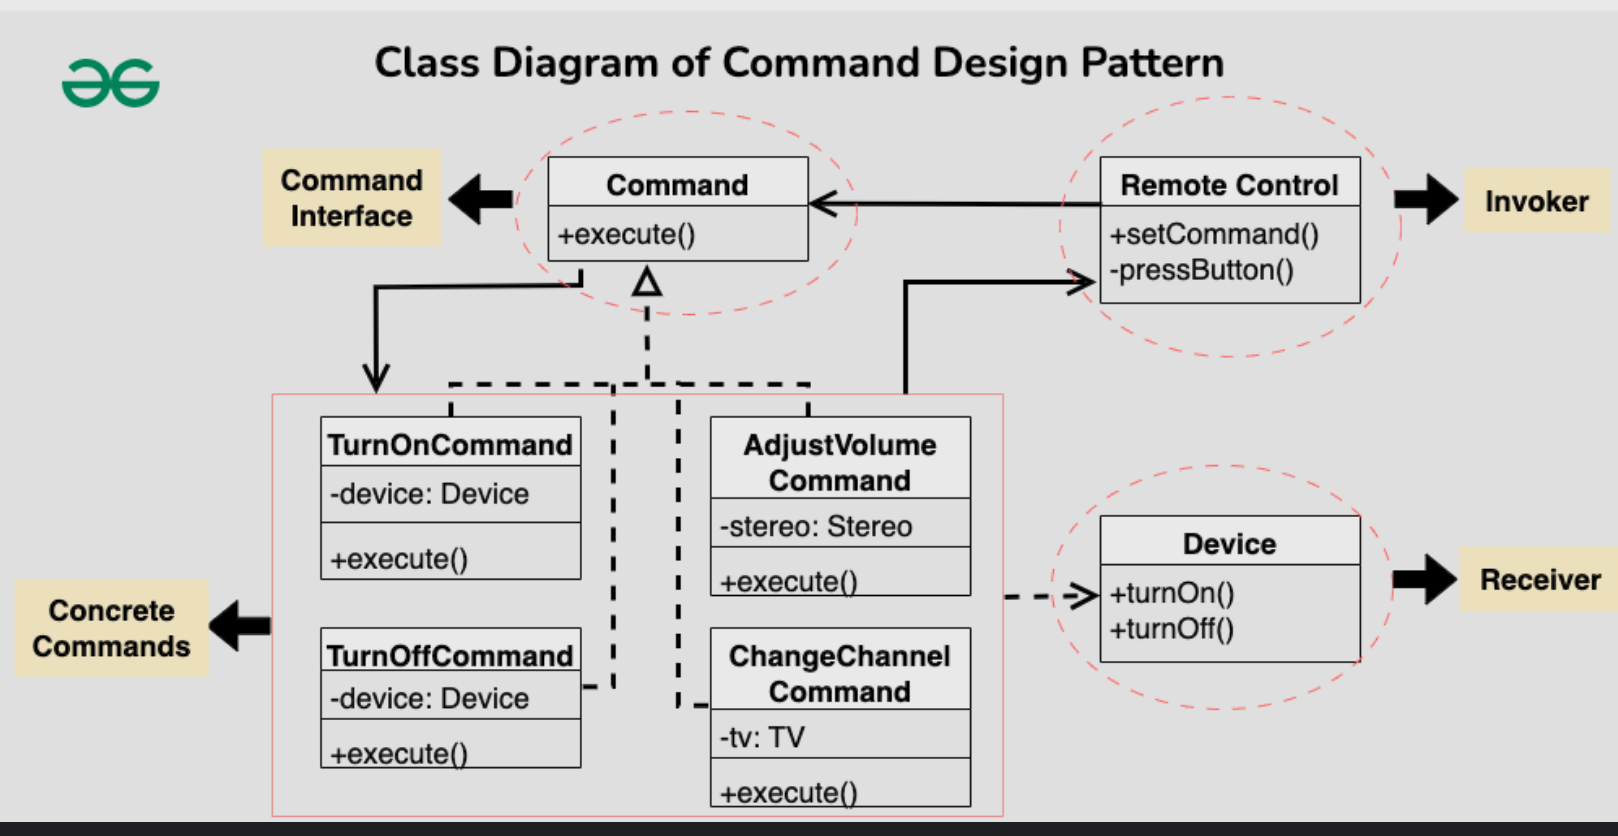 Class Diagram of Command Design Pattern
Command
Interface
Command
+execute()
Remote Control
+setCommand()
-pressButton()
Invoker
TurnOnCommand
-device: Device
+execute()
AdjustVolume
Command
-stereo: Stereo
+execute()
Device
+turnOn()
+turnOff()
Receiver
Concrete
Commands
TurnOffCommand
-device: Device
+execute()
ChangeChannel
Command
-tv: TV
+execute()